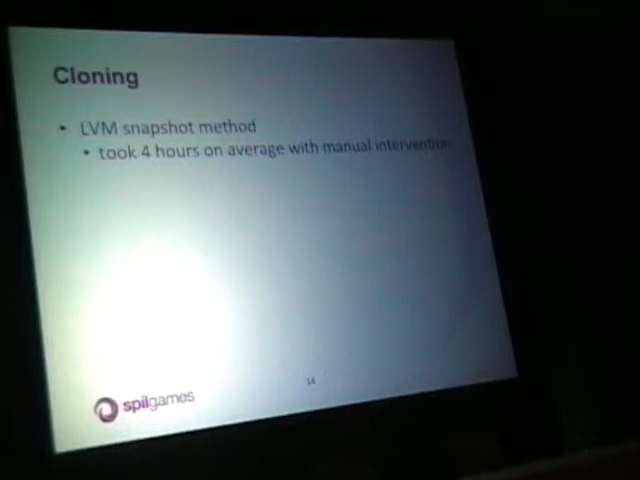 Cloning
• LVM snapshot method
• took 4 hours on average with manual intervention
14
spilgames